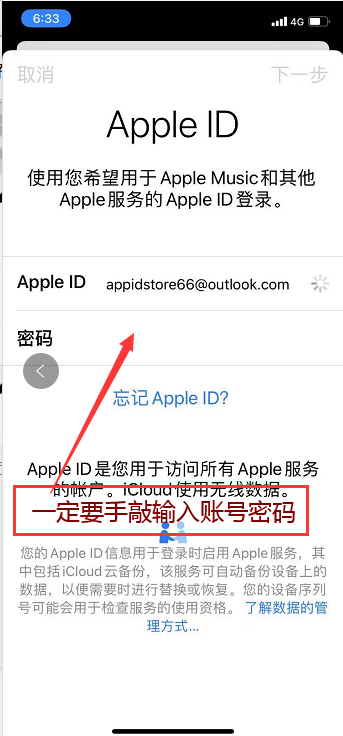 6:33
4G
取消
下一步
Apple ID
使用您希望用于 Apple Music 和其他
Apple 服务的 Apple ID 登录。
Apple ID
appidstore66@outlook.com
密码
忘记 Apple ID?
Apple ID 是您用于访问所有 Apple 服务
的帐户。iCloud 使用无线数据。
一定要手敲输入账号密码
您的 Apple ID 信息用于登录时启用 Apple 服务，其
中包括 iCloud 云备份，该服务可自动备份设备上的
数据，以便需要时进行替换或恢复。您的设备序列
号可能会用于检查服务的使用资格。 了解数据的管
理方式...